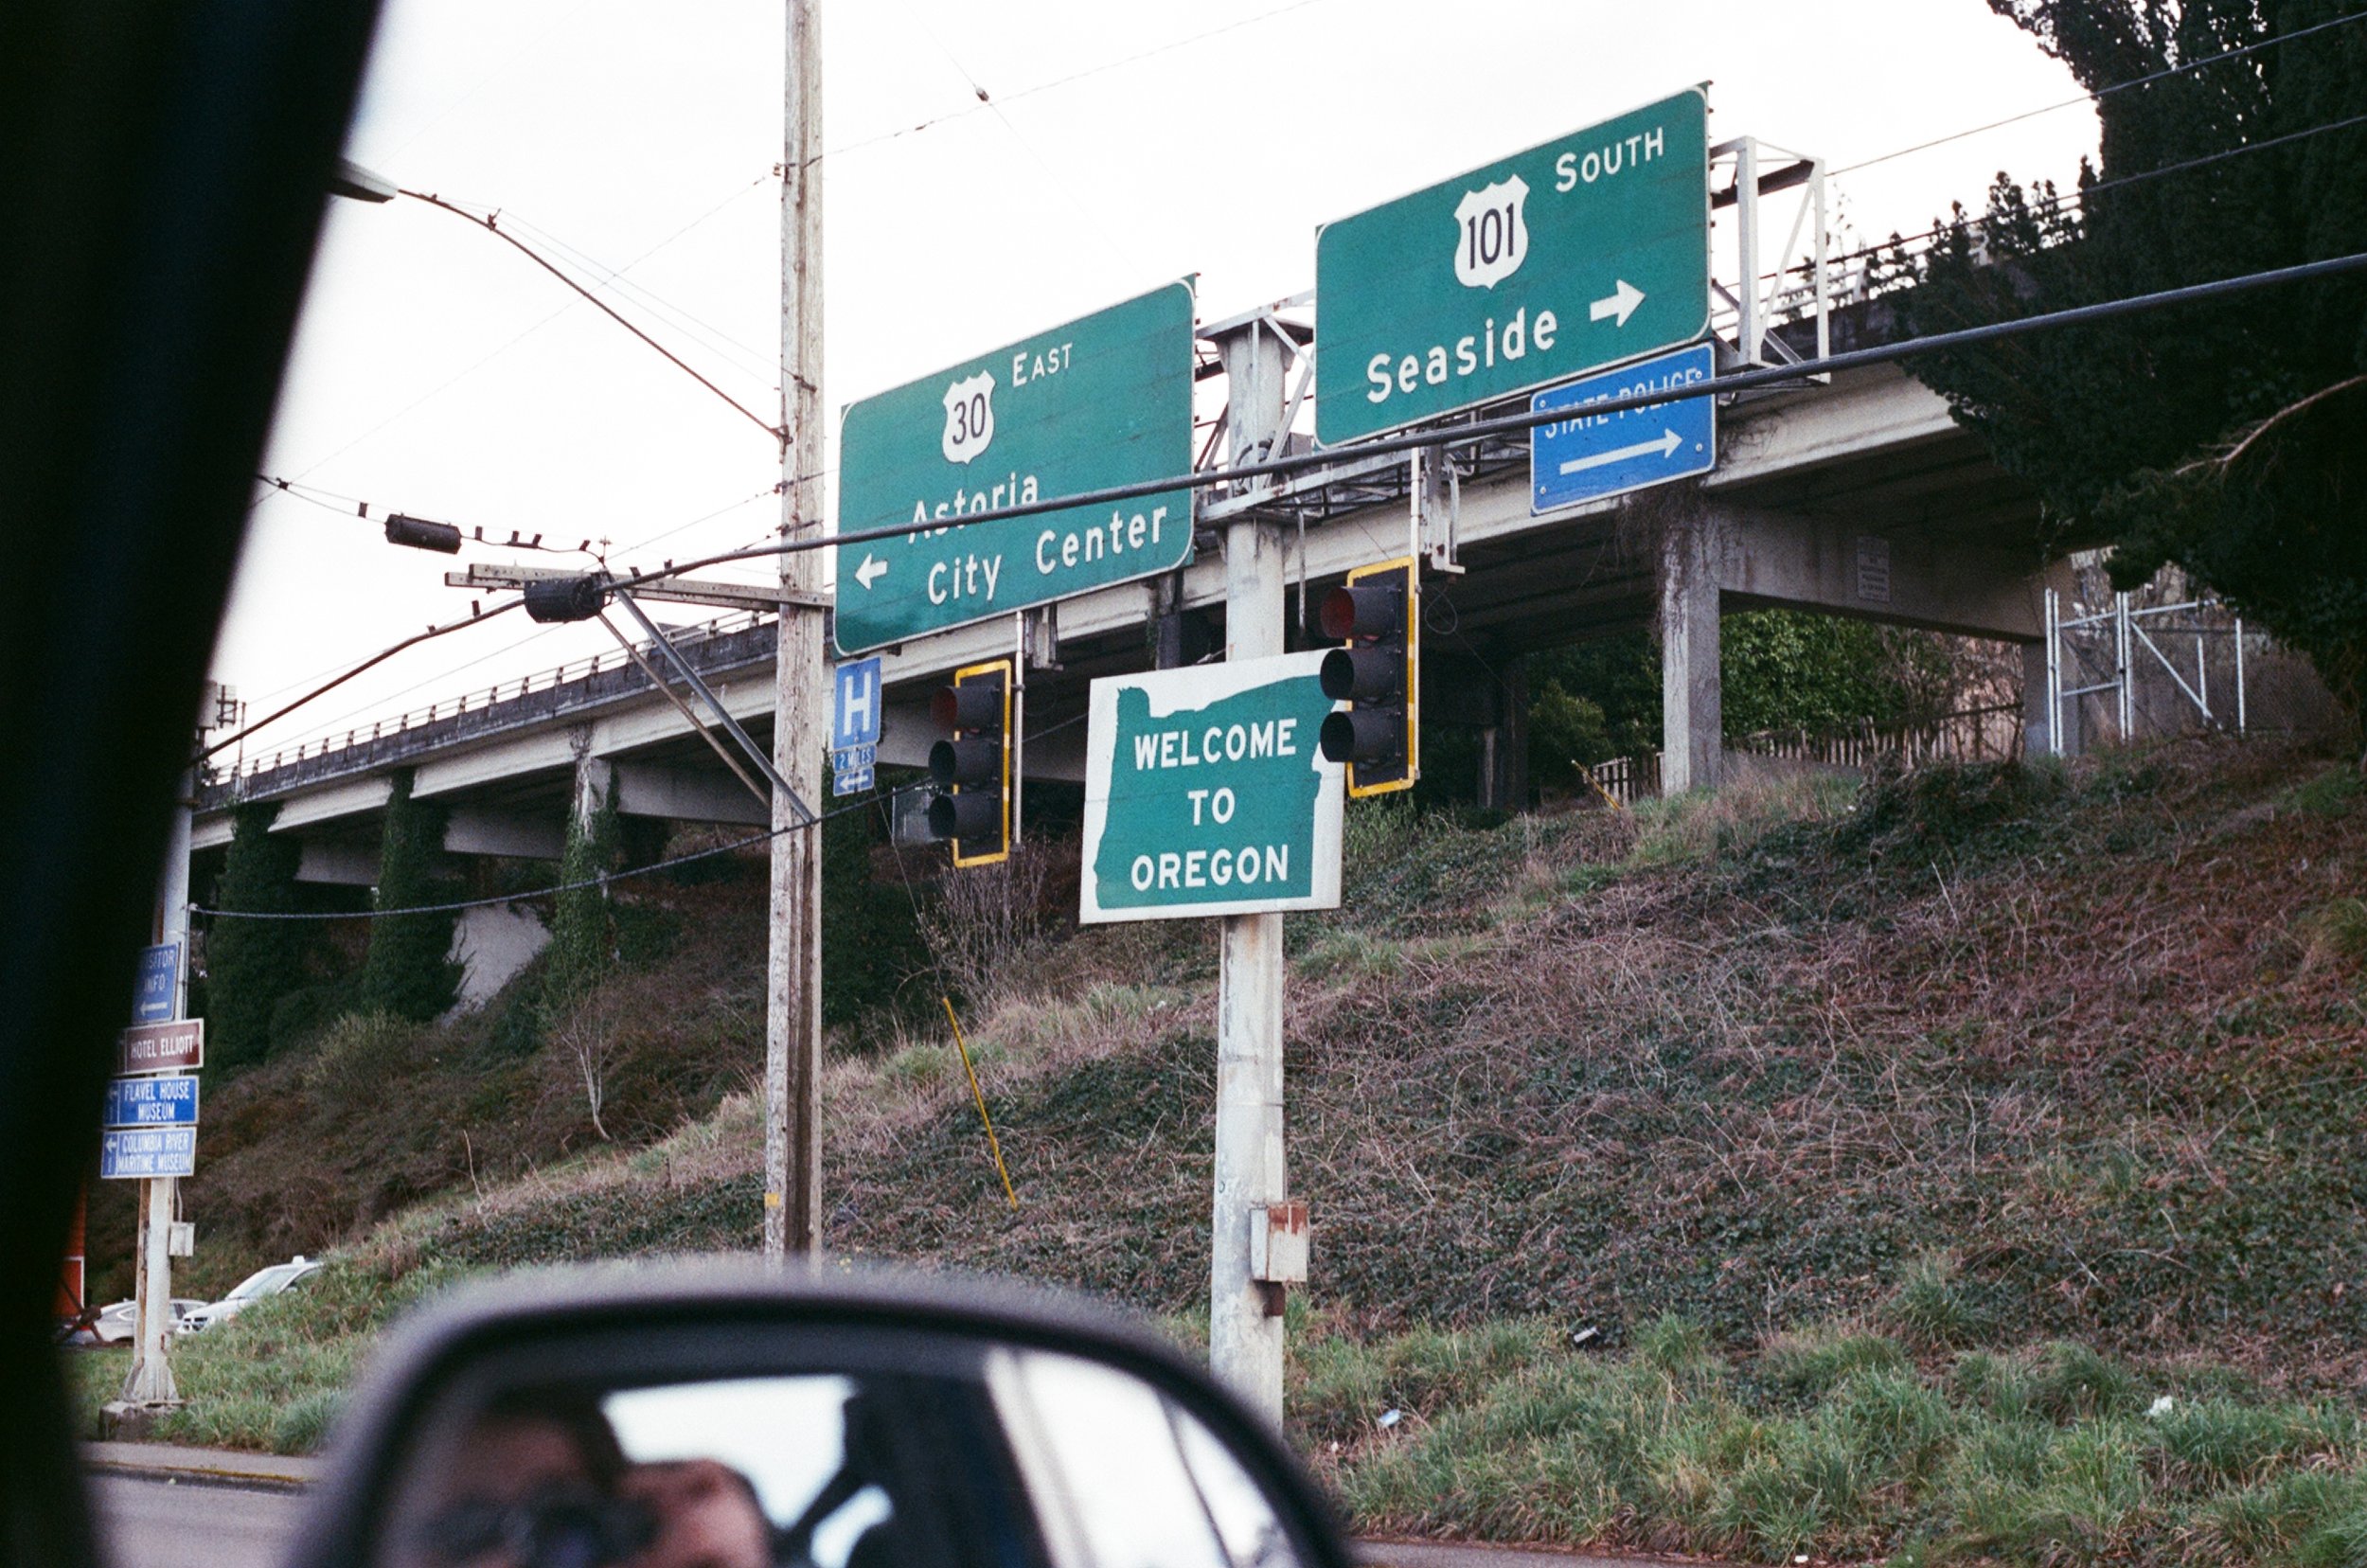 SOUTH
101
Seaside
STATE POLICE
EAST
30
Astoria
City Center
H
2 MILES
WELCOME
TO
OREGON
INFO
HOTEL ELLIOTT
FLAVEL HOUSE
MUSEUM
COLUMBIA RIVER
MARITIME MUSEUM